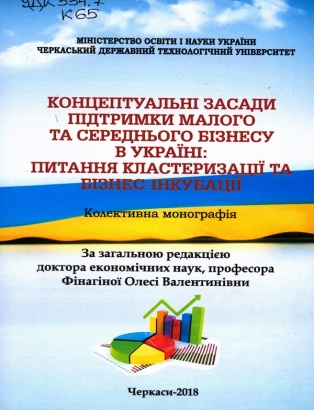 УДК 334.7
К65
МІНІСТЕРСТВО ОСВІТИ І НАУКИ УКРАЇНИ
ЧЕРКАСЬКИЙ ДЕРЖАВНИЙ ТЕХНОЛОГІЧНИЙ УНІВЕРСИТЕТ
КОНЦЕПТУАЛЬНІ ЗАСАДИ
ПІДТРИМКИ МАЛОГО
ТА СЕРЕДНЬОГО БІЗНЕСУ
В УКРАЇНІ:
ПИТАННЯ КЛАСТЕРИЗАЦІЇ ТА
БІЗНЕС-ІНКУБАЦІЇ
Колективна монографія
За загальною редакцією
доктора економічних наук, професора
Фінагіної Олесі Валентинівни
Черкаси-2018